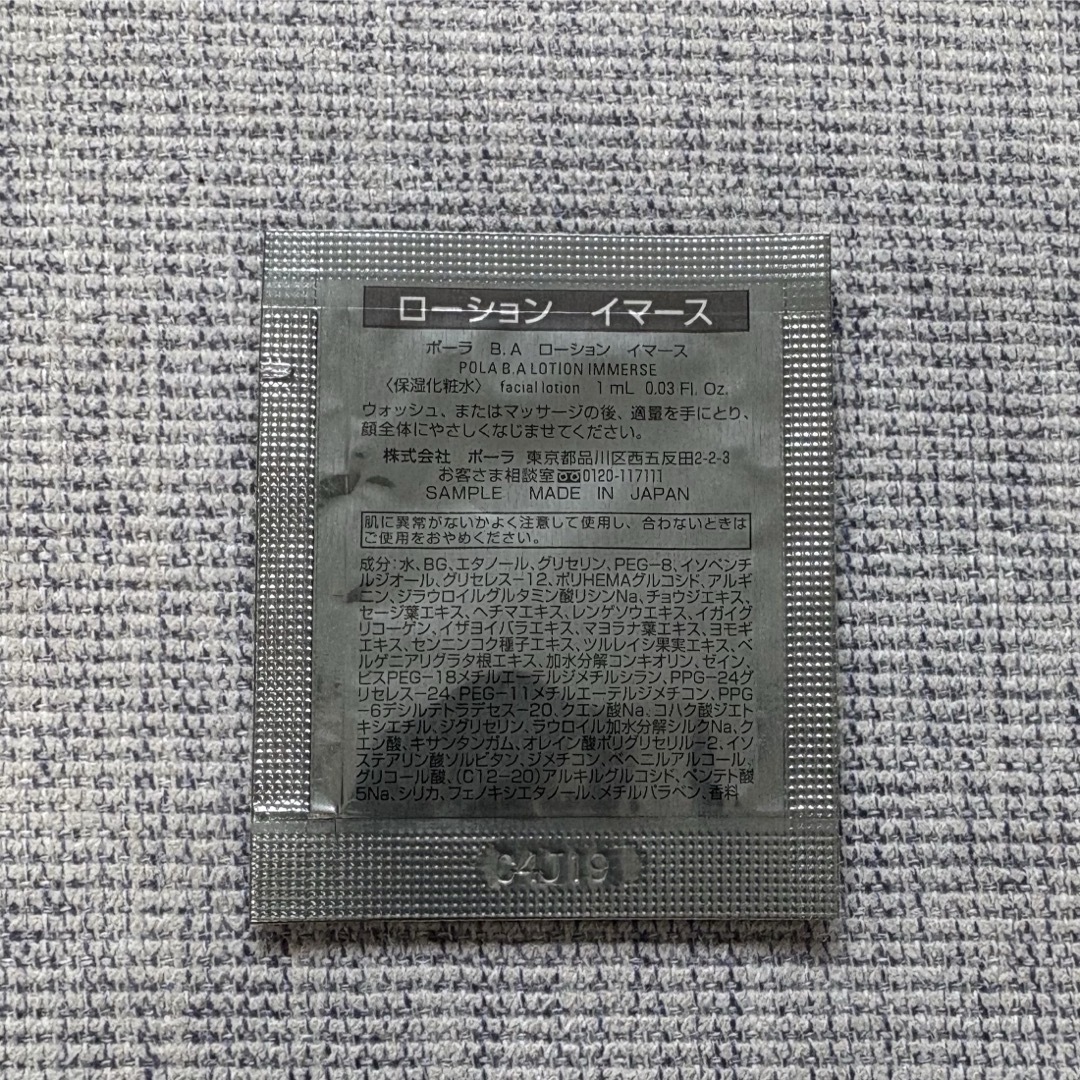 ローション　イマース
ポーラ　B.A　ローション　イマース
POLA B.A LOTION IMMERSE
〈保湿化粧水〉 facial lotion 1 mL 0.03 Fl. Oz.
ウォッシュ、またはマッサージの後、適量を手にとり、
顔全体にやさしくなじませてください。
株式会社　ポーラ　東京都品川区西五反田2-2-3
お客さま相談室 0120-117111
SAMPLE MADE IN JAPAN
肌に異常がないかよく注意して使用し、合わないときは
ご使用をおやめください。
成分：水、BG、エタノール、グリセリン、PEG-8、イソペンチ
ルジオール、グリセレス-12、ポリHEMAグルコシド、アルギ
ニン、ジラウロイルグルタミン酸リシンNa、チョウジエキス、
セージ葉エキス、ヘチマエキス、レンゲソウエキス、イガイグ
リコーゲン、イザヨイバラエキス、マヨラナ葉エキス、ヨモギ
エキス、センニンコク種子エキス、ツルレイシ果実エキス、ベ
ルゲニアリグラタ根エキス、加水分解コンキオリン、ゼイン、
ビスPEG-18メチルエーテルジメチルシラン、PPG-24グ
リセレス-24、PEG-11メチルエーテルジメチコン、PPG
-6デシルテトラデセス-20、クエン酸Na、コハク酸ジエト
キシエチル、ジグリセリン、ラウロイル加水分解シルクNa、ク
エン酸、キサンタンガム、オレイン酸ポリグリセリル-2、イソ
ステアリン酸ソルビタン、ジメチコン、ベヘニルアルコール、
グリコール酸、(C12-20)アルキルグルコシド、ペンテト酸
5Na、シリカ、フェノキシエタノール、メチルパラベン、香料
C4J19